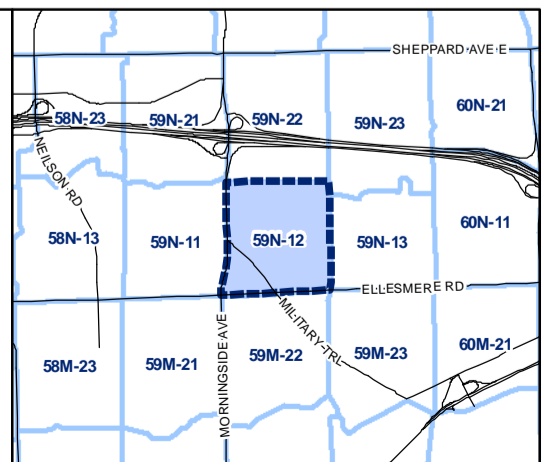 SHEPPARD AVE E
58N-23
59N-21
59N-22
59N-23
60N-21
NEILSON RD
58N-13
59N-11
59N-12
59N-13
60N-11
ELLESMERE RD
MILITARY TRL
MORNINGSIDE AVE
58M-23
59M-21
59M-22
59M-23
60M-21